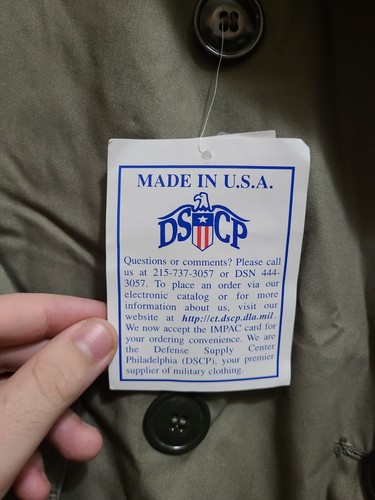 MADE IN U.S.A.
DSCP
Questions or comments? Please call
us at 215-737-3057 or DSN 444-
3057. To place an order via our
electronic catalog or for more
information about us, visit our
website at http://ct.dscp.dla.mil.
We now accept the IMPAC card for
your ordering convenience. We are
the Defense Supply Center
Philadelphia (DSCP), your premier
supplier of military clothing.